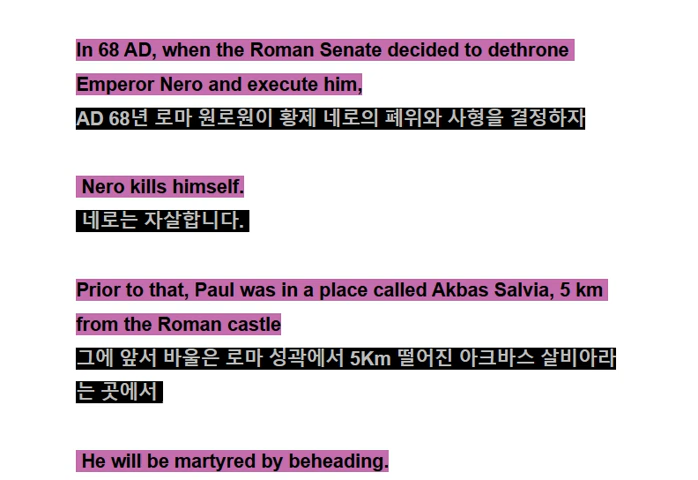 In 68 AD, when the Roman Senate decided to dethrone
Emperor Nero and execute him,
AD 68년 로마 원로원이 황제 네로의 폐위와 사형을 결정하자
Nero kills himself.
네로는 자살합니다.
Prior to that, Paul was in a place called Akbas Salvia, 5 km
from the Roman castle
그에 앞서 바울은 로마 성곽에서 5Km 떨어진 아크바스 살비아라
는 곳에서
He will be martyred by beheading.